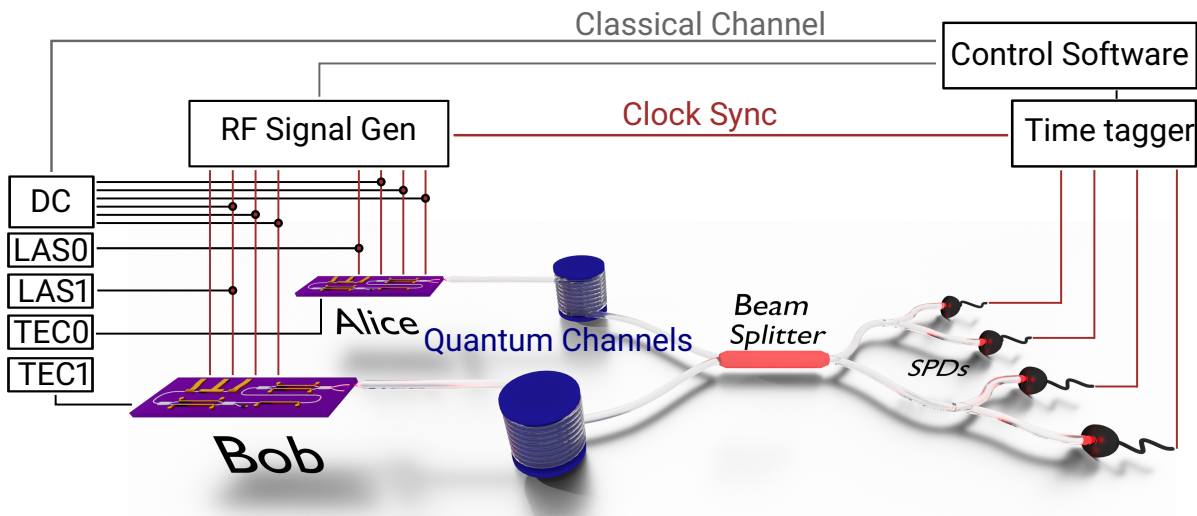 Classical Channel
Control Software
RF Signal Gen
Clock Sync
Time tagger
DC
LAS0
LAS1
TEC0
TEC1
Alice
Quantum Channels
Beam
Splitter
SPDs
Bob